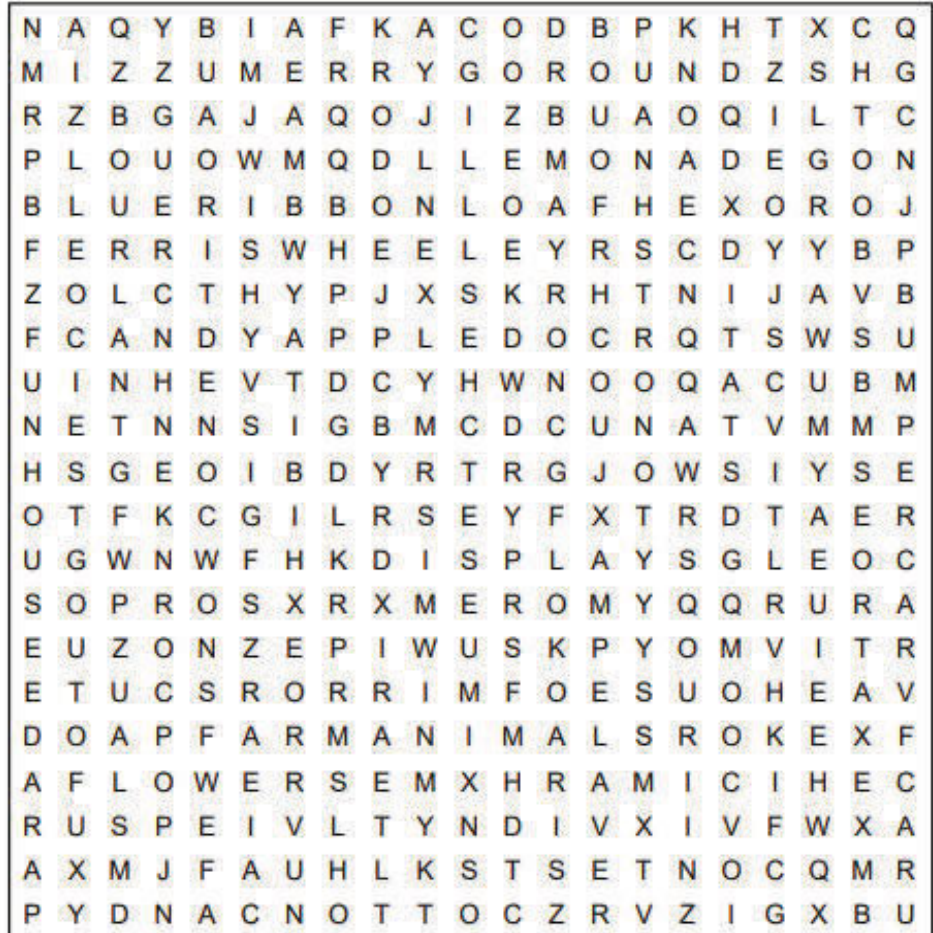 N A Q Y B I A F K A C O D B P K H T X C Q
M I Z Z U M E R R Y G O R O U N D Z S H G
R Z B G A J A Q O J I Z B U A O Q I L T C
P L O U O W M Q D L L E M O N A D E G O N
B L U E R I B B O N L O A F H E X O R O J
F E R R I S W H E E L E Y R S C D Y Y B P
Z O L C T H Y P J X S K R H T N I J A V B
F C A N D Y A P P L E D O C R Q T S W S U
U I N H E V T D C Y H W N O O Q A C U B M
N E T N N S I G B M C D C U N A T V M M P
H S G E O I B D Y R T R G J O W S I Y S E
O T F K C G I L R S E Y F X T R D T A E R
U G W N W F H K D I S P L A Y S G L E O C
S O P R O S X R X M E R O M Y Q Q R U R A
E U Z O N Z E P I W U S K P Y O M V I T R
E T U C S R O R R I M F O E S U O H E A V
D O A P F A R M A N I M A L S R O K E X F
A F L O W E R S E M X H R A M I C I H E C
R U S P E I V L T Y N D I V X I V F W X A
A X M J F A U H L K S T S E T N O C Q M R
P Y D N A C N O T T O C Z R V Z I G X B U